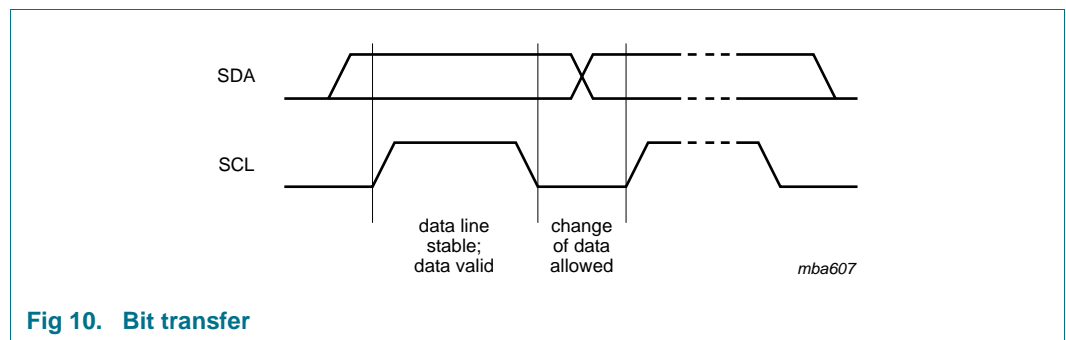 SDA
SCL
data line
stable;
data valid
change
of data
allowed
mba607
Fig 10. Bit transfer